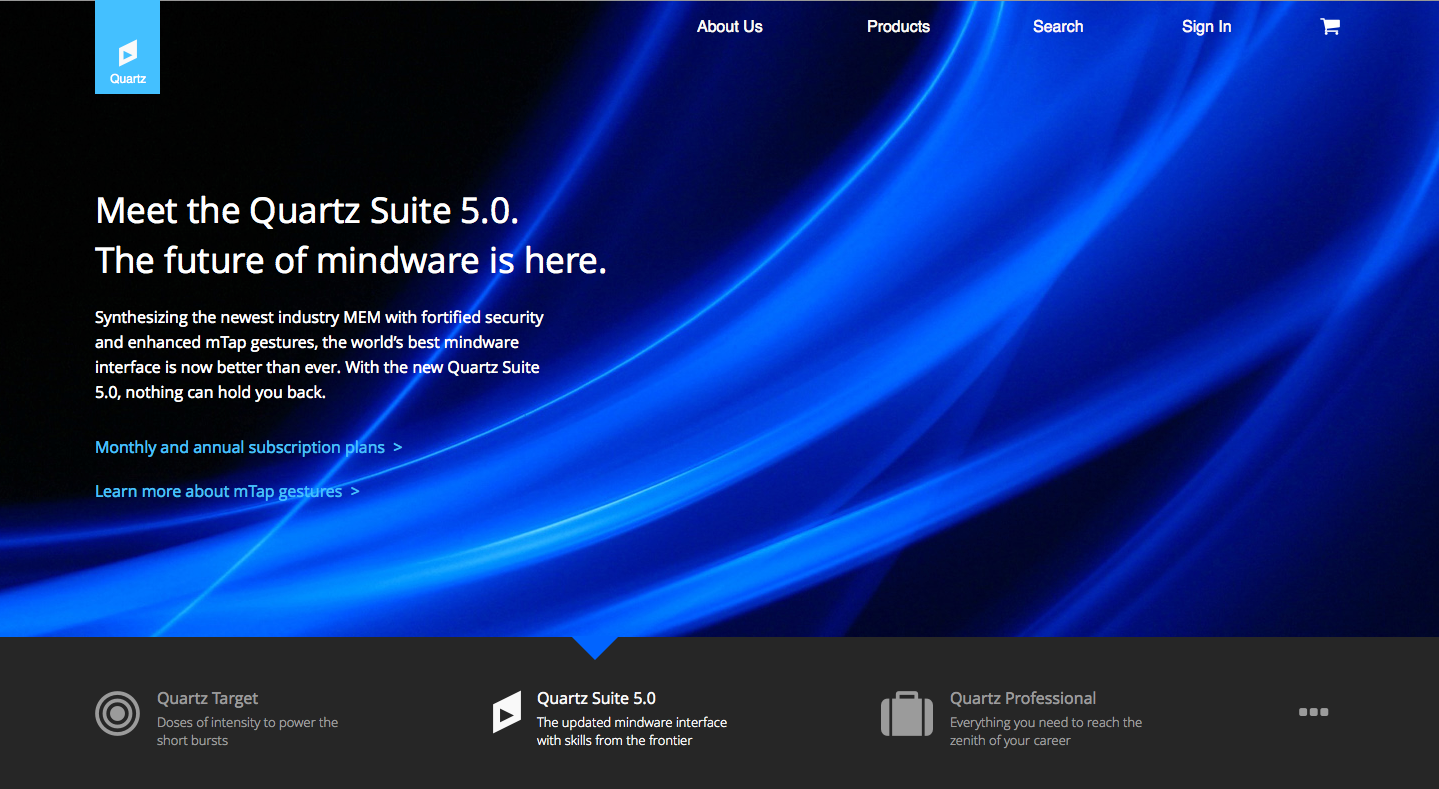 About Us
Products
Search
Sign In
Quartz
Meet the Quartz Suite 5.0.
The future of mindware is here.
Synthesizing the newest industry MEM with fortified security
and enhanced mTap gestures, the world’s best mindware
interface is now better than ever. With the new Quartz Suite
5.0, nothing can hold you back.
Monthly and annual subscription plans >
Learn more about mTap gestures >
Quartz Target
Doses of intensity to power the
short bursts
Quartz Suite 5.0
The updated mindware interface
with skills from the frontier
Quartz Professional
Everything you need to reach the
zenith of your career